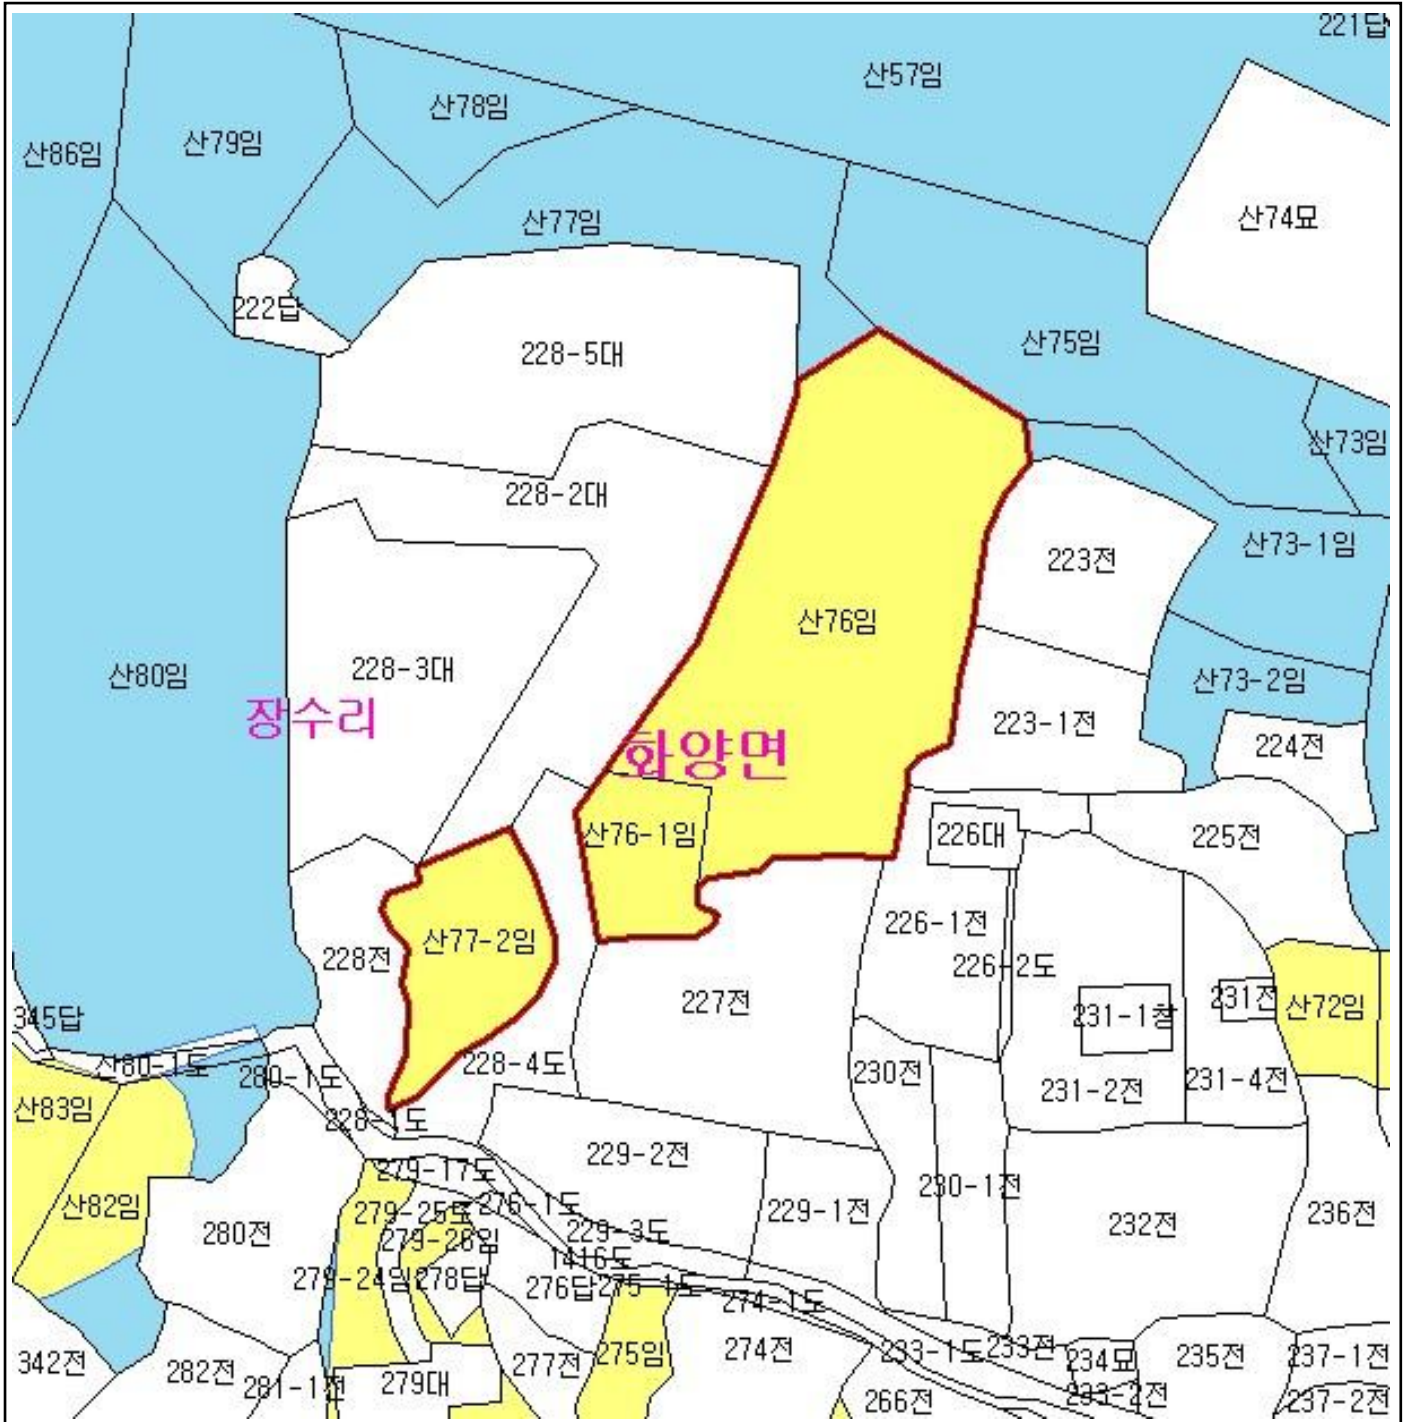 221답
산57임
산78임
산79임
산86임
산77임
산74묘
222답
228-5대
산75임
산73임
228-2대
산73-1임
223전
산76임
228-3대
산80임
산73-2임
장수리
223-1전
224전
화양면
산76-1임
226대
225전
226-1전
산77-2임
228전
226-2도
227전
231전
산72임
231-1창
345답
228-4도
산80-1도
280-1도
230전
231-2전
231-4전
산83임
228-1도
229-2전
279-17도
230-1전
276-1도
산82임
279-25도
229-1전
236전
232전
280전
229-3도
279-26임
1416도
279-24임
278답
276답
275-1도
274-1도
342전
282전
281-1전
279대
277전
275임
274전
233-1도
233전
234묘
235전
237-1전
266전
233-2전
237-2전